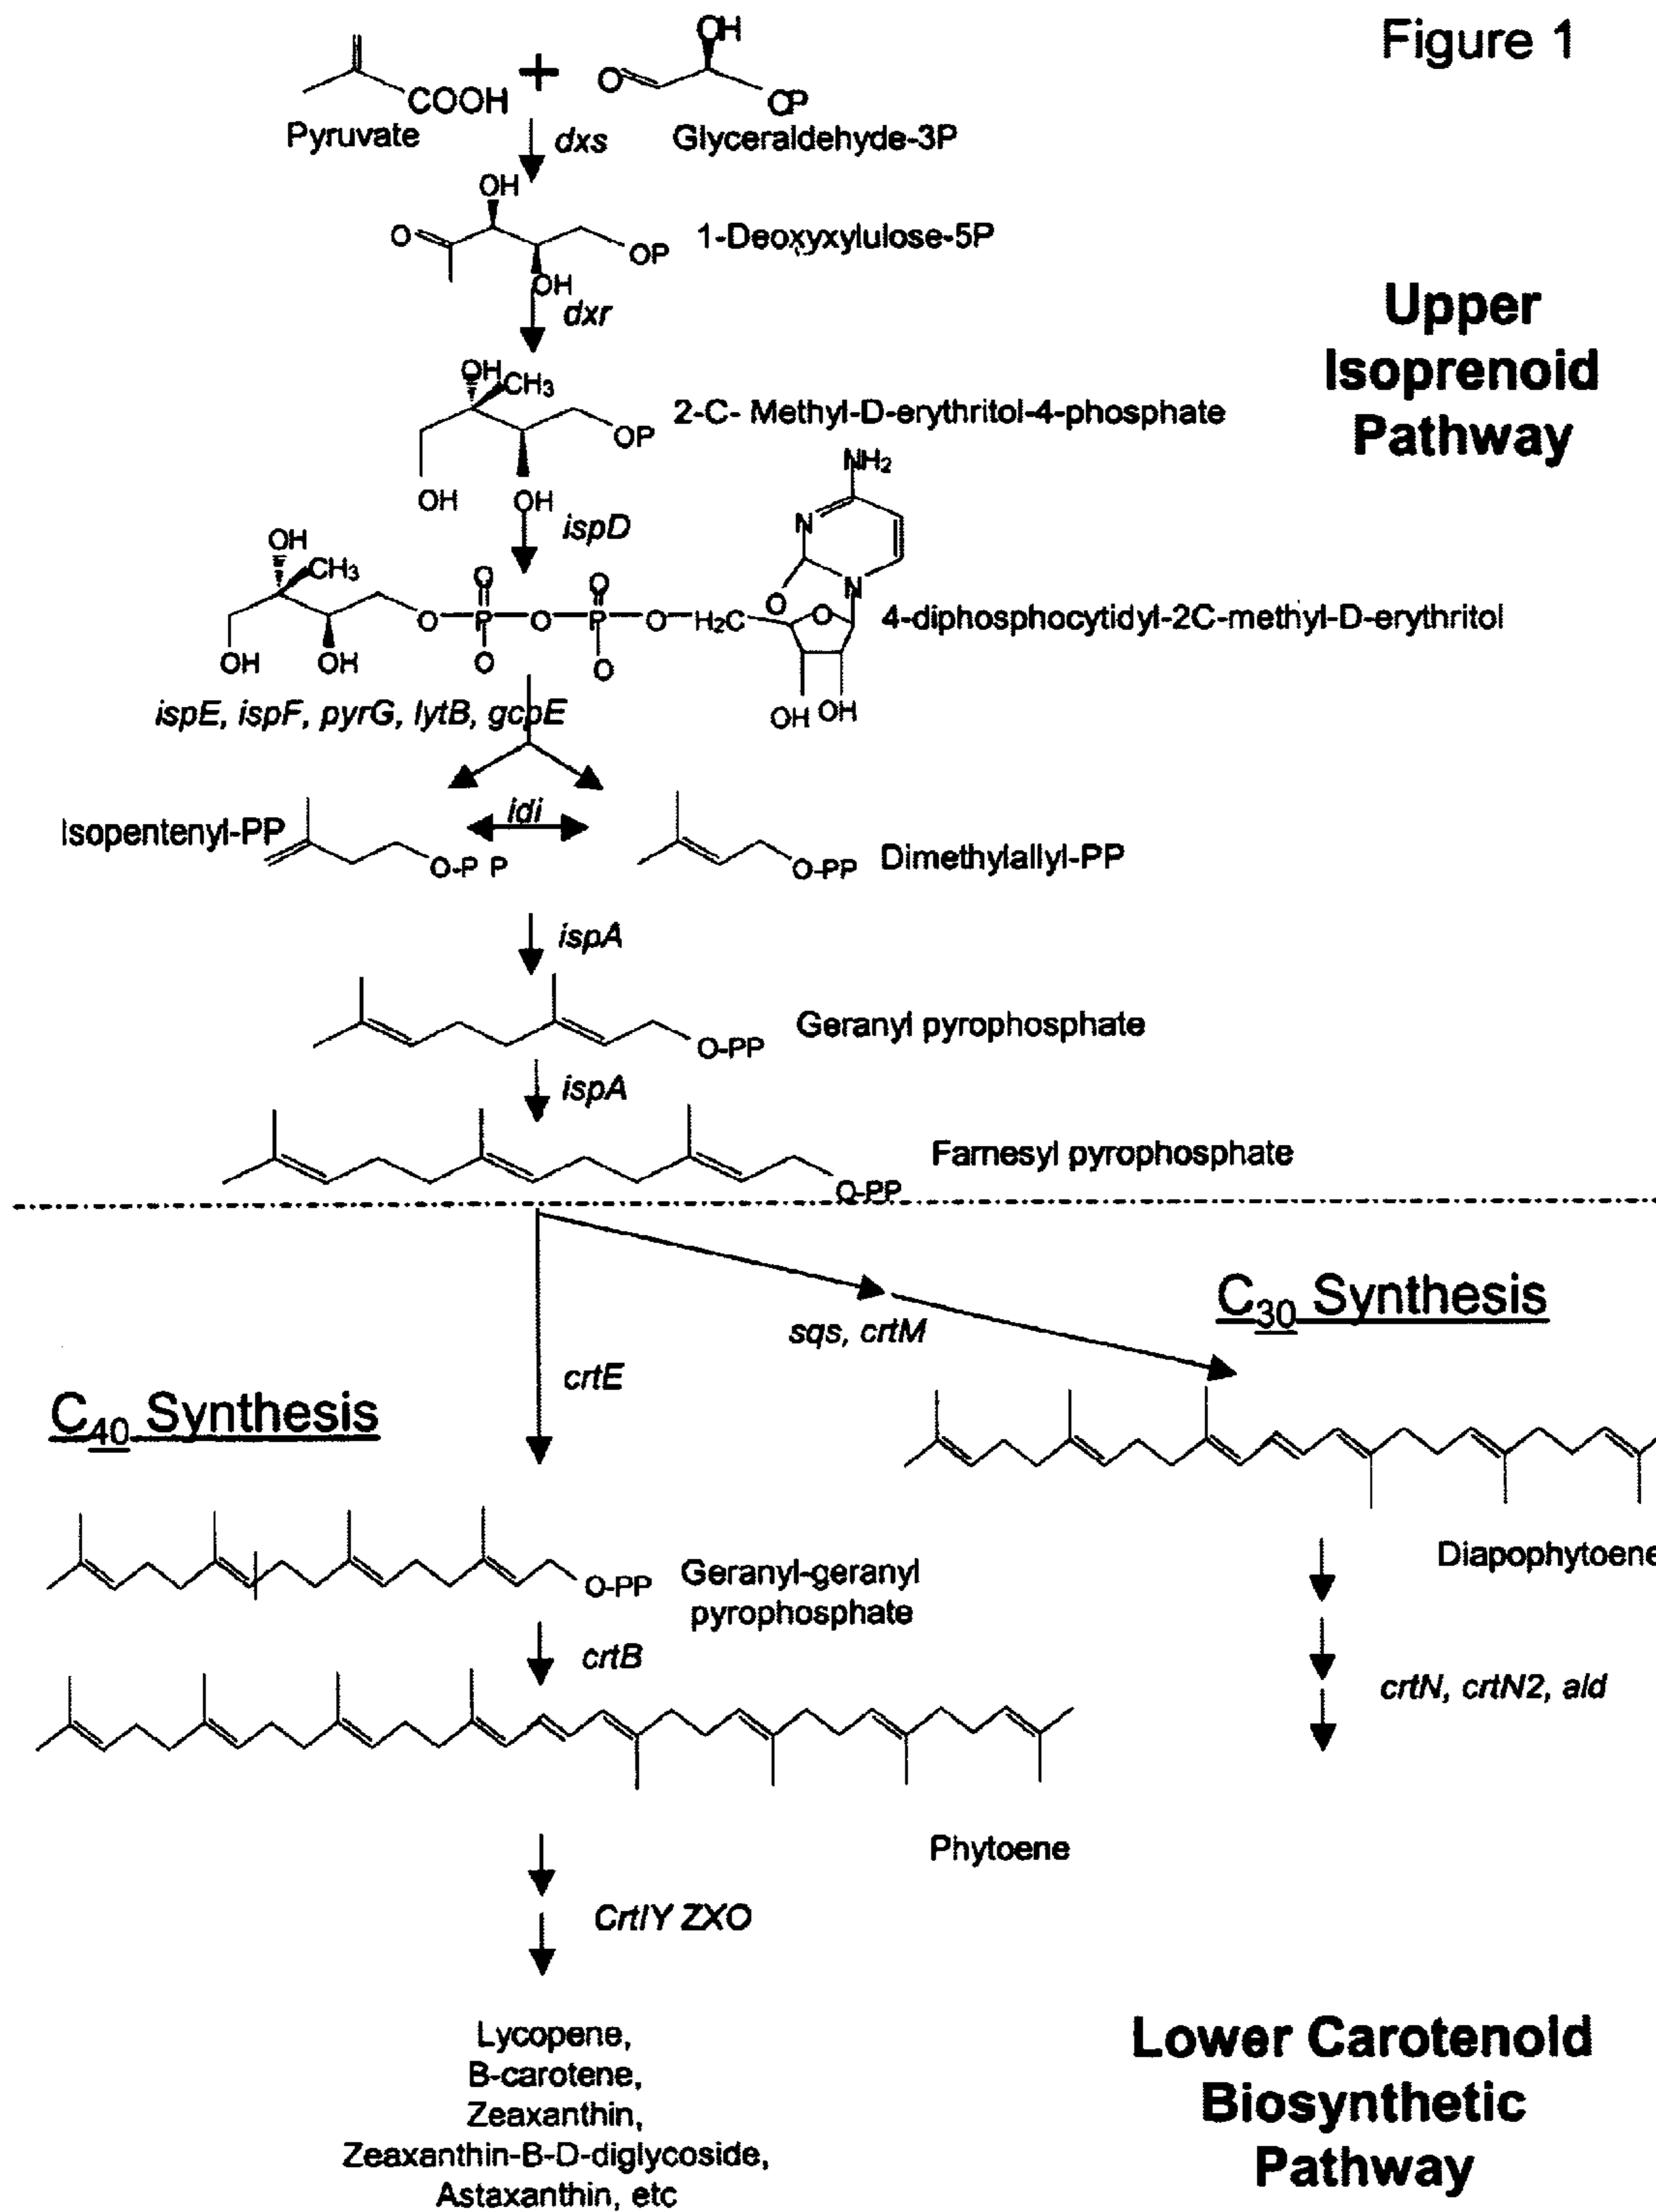 Figure 1
OH
+
O
COOH
OP
Pyruvate
Glyceraldehyde-3P
dxs
OH
O
1-Deoxyxylulose-5P
OP
OH
dxr
Upper
Isoprenoid
Pathway
OH
CH3
2-C- Methyl-D-erythritol-4-phosphate
OP
OH
OH
ispD
NH2
N
OH
CH3
O
O
N
O
O
P
O
P
O
H2C
O
4-diphosphocytidyl-2C-methyl-D-erythritol
OH
OH
O
O
ispE, ispF, pyrG, lytB, gcpE
OH
OH
idi
Isopentenyl-PP
O-P P
O-PP
Dimethylallyl-PP
ispA
Geranyl pyrophosphate
O-PP
ispA
Farnesyl pyrophosphate
O-PP
C30 Synthesis
sqs, crtM
crtE
C40 Synthesis
Diapophytoene
O-PP
Geranyl-geranyl
pyrophosphate
crtB
crtN, crtN2, ald
Phytoene
CrtIY ZXO
Lycopene,
B-carotene,
Zeaxanthin,
Zeaxanthin-B-D-diglycoside,
Astaxanthin, etc
Lower Carotenoid
Biosynthetic
Pathway